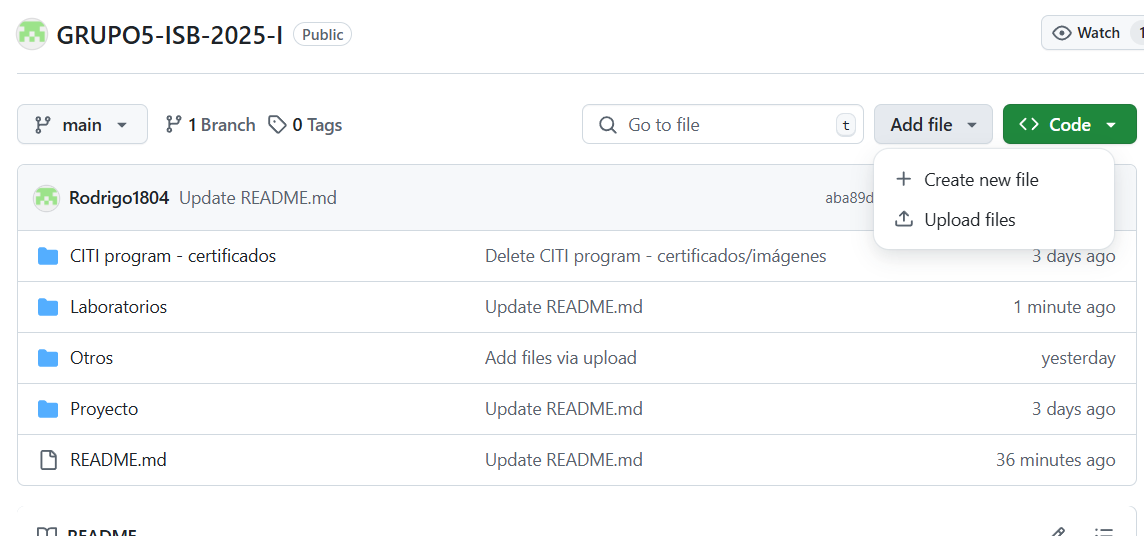 GRUPO5-ISB-2025-I Public Watch 1
main 1 Branch 0 Tags Go to file t Add file Code
Create new file
Upload files
Rodrigo1804 Update README.md aba89d
CITI program - certificados Delete CITI program - certificados/imágenes 3 days ago
Laboratorios Update README.md 1 minute ago
Otros Add files via upload yesterday
Proyecto Update README.md 3 days ago
README.md Update README.md 36 minutes ago
README